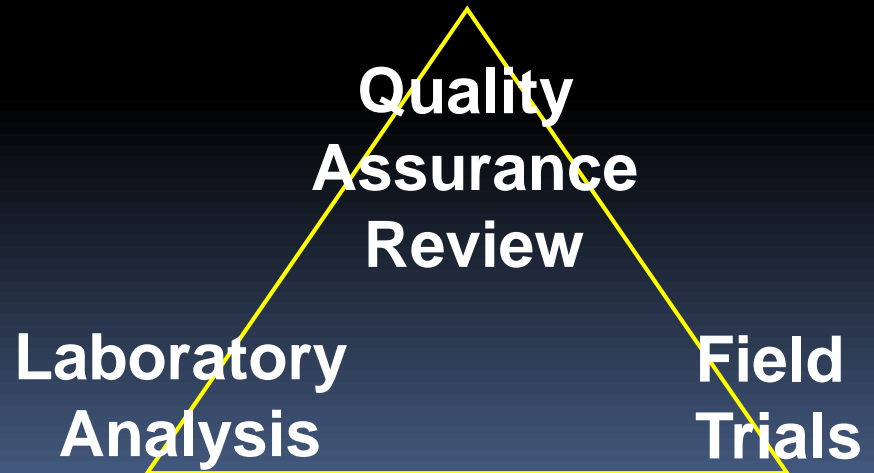 Quality
Assurance
Review
Laboratory
Analysis
Field
Trials